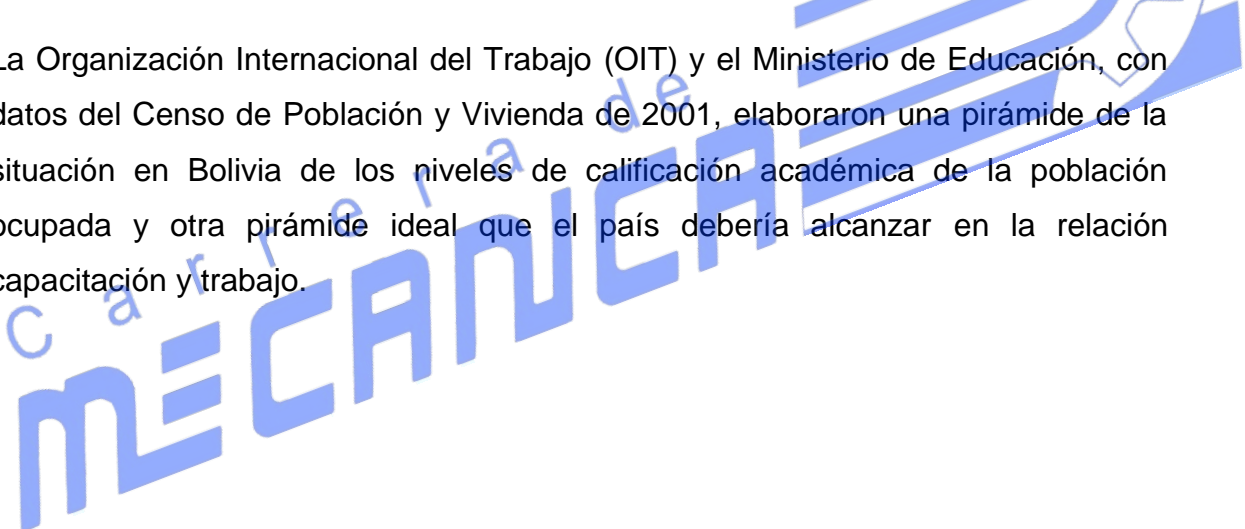 La Organización Internacional del Trabajo (OIT) y el Ministerio de Educación, con
datos del Censo de Población y Vivienda de 2001, elaboraron una pirámide de la
situación en Bolivia de los niveles de calificación académica de la población
ocupada y otra pirámide ideal que el país debería alcanzar en la relación
capacitación y trabajo.
Carrera de
MECANICA